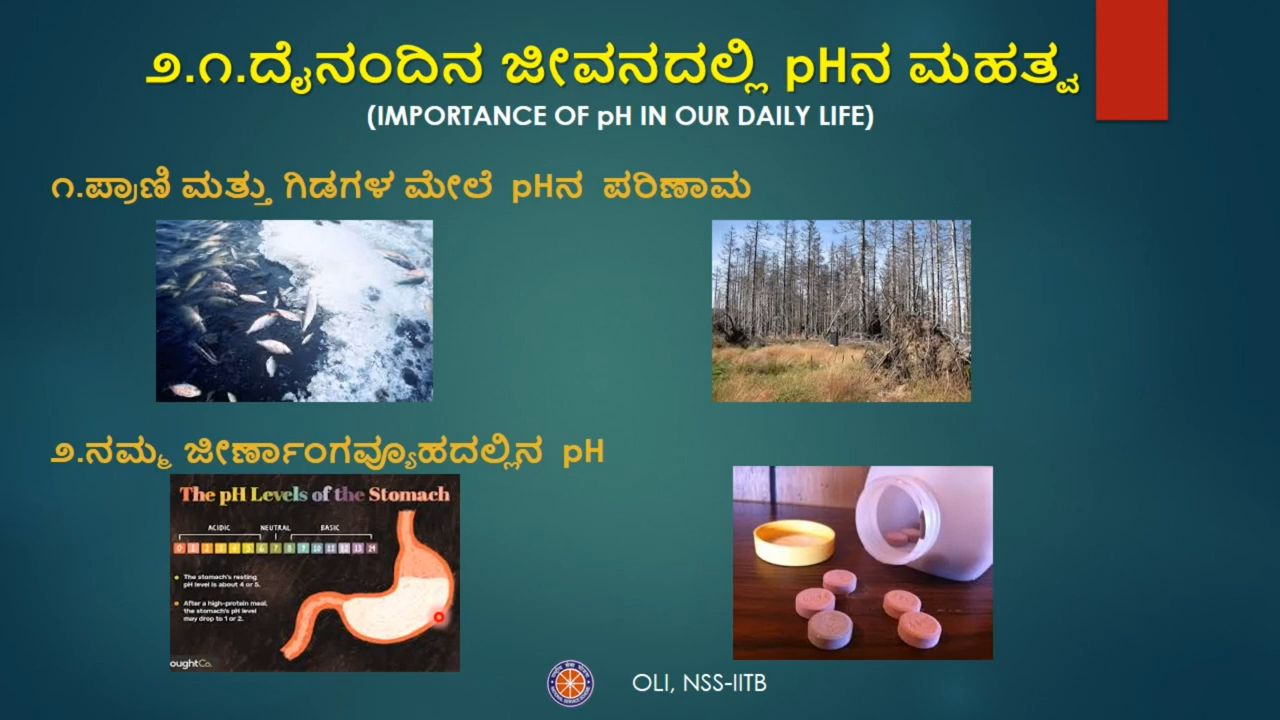 ೨.೧.ದೈನಂದಿನ ಜೀವನದಲ್ಲಿ pHನ ಮಹತ್ವ
(IMPORTANCE OF pH IN OUR DAILY LIFE)
೧.ಪ್ರಾಣಿ ಮತ್ತು ಗಿಡಗಳ ಮೇಲೆ pHನ ಪರಿಣಾಮ
೨.ನಮ್ಮ ಜೀರ್ಣಾಂಗವ್ಯೂಹದಲ್ಲಿನ pH
The pH Levels of the Stomach
ACIDIC NEUTRAL BASIC
0 1 2 3 4 5 6 7 8 9 10 11 12 13 14
The stomach's resting
pH level is about 4 or 5.
After a high-protein meal,
the stomach's pH level
may drop to 1 or 2.
oughtCo.
OLI, NSS-IITB